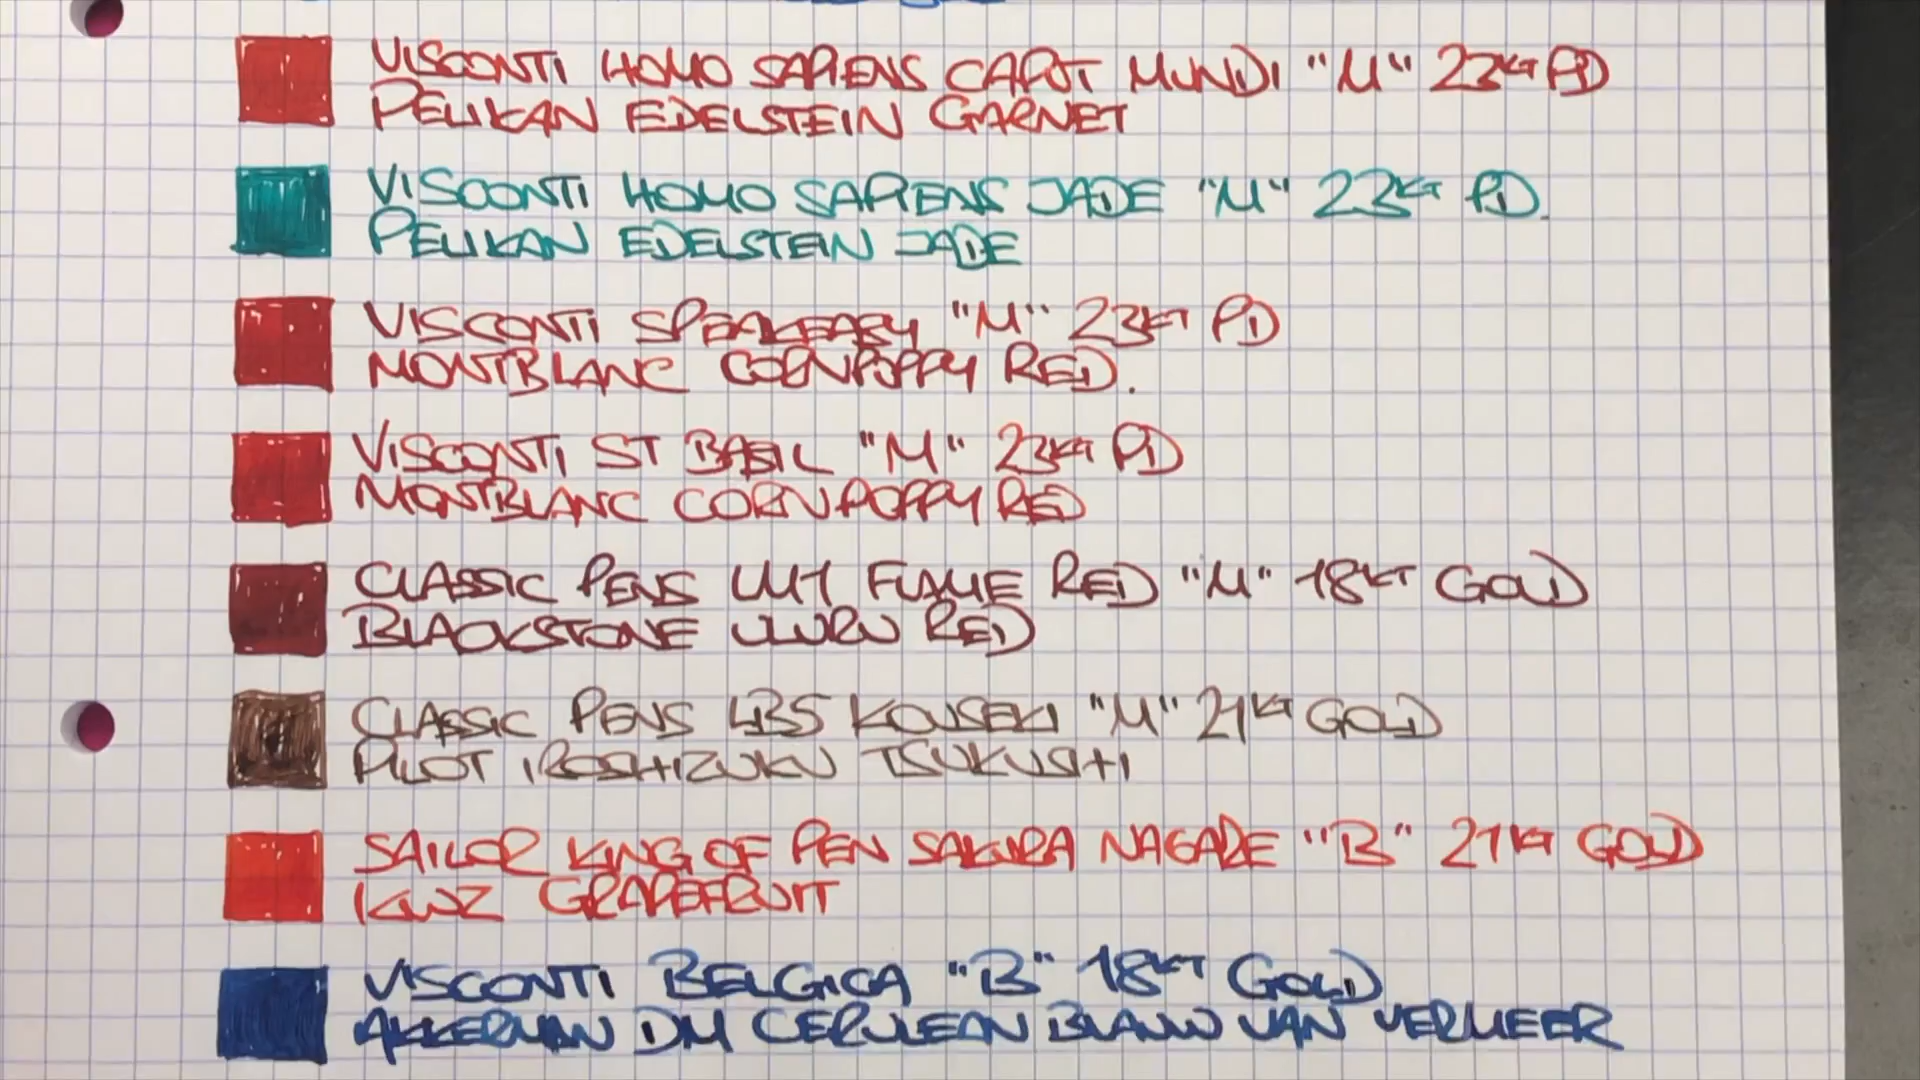 VISCONTI HOMO SAPIENS CAPUT MUNDI "M" 23KT PD
PELIKAN EDELSTEIN GARNET
VISCONTI HOMO SAPIENS JADE "M" 23KT PD.
PELIKAN EDELSTEIN JADE
VISCONTI SPEAKEASY "M" 23KT PD
MONTBLANC CORNPOPPY RED.
VISCONTI ST BASIL "M" 23KT PD
MONTBLANC CORNPOPPY RED
CLASSIC PENS LM1 FLAME RED "M" 18KT GOLD
BLACKSTONE ULURU RED
CLASSIC PENS LB5 KOUSEKI "M" 21KT GOLD
PILOT IROSHIZUKU TSUKUSHI
SAILOR KING OF PEN SAKURA NAGARE "B" 21KT GOLD
KWZ GRAPEFRUIT
VISCONTI BELGICA "B" 18KT GOLD
AKKERMAN DM CERULEAN BLAUW VAN VERMEER